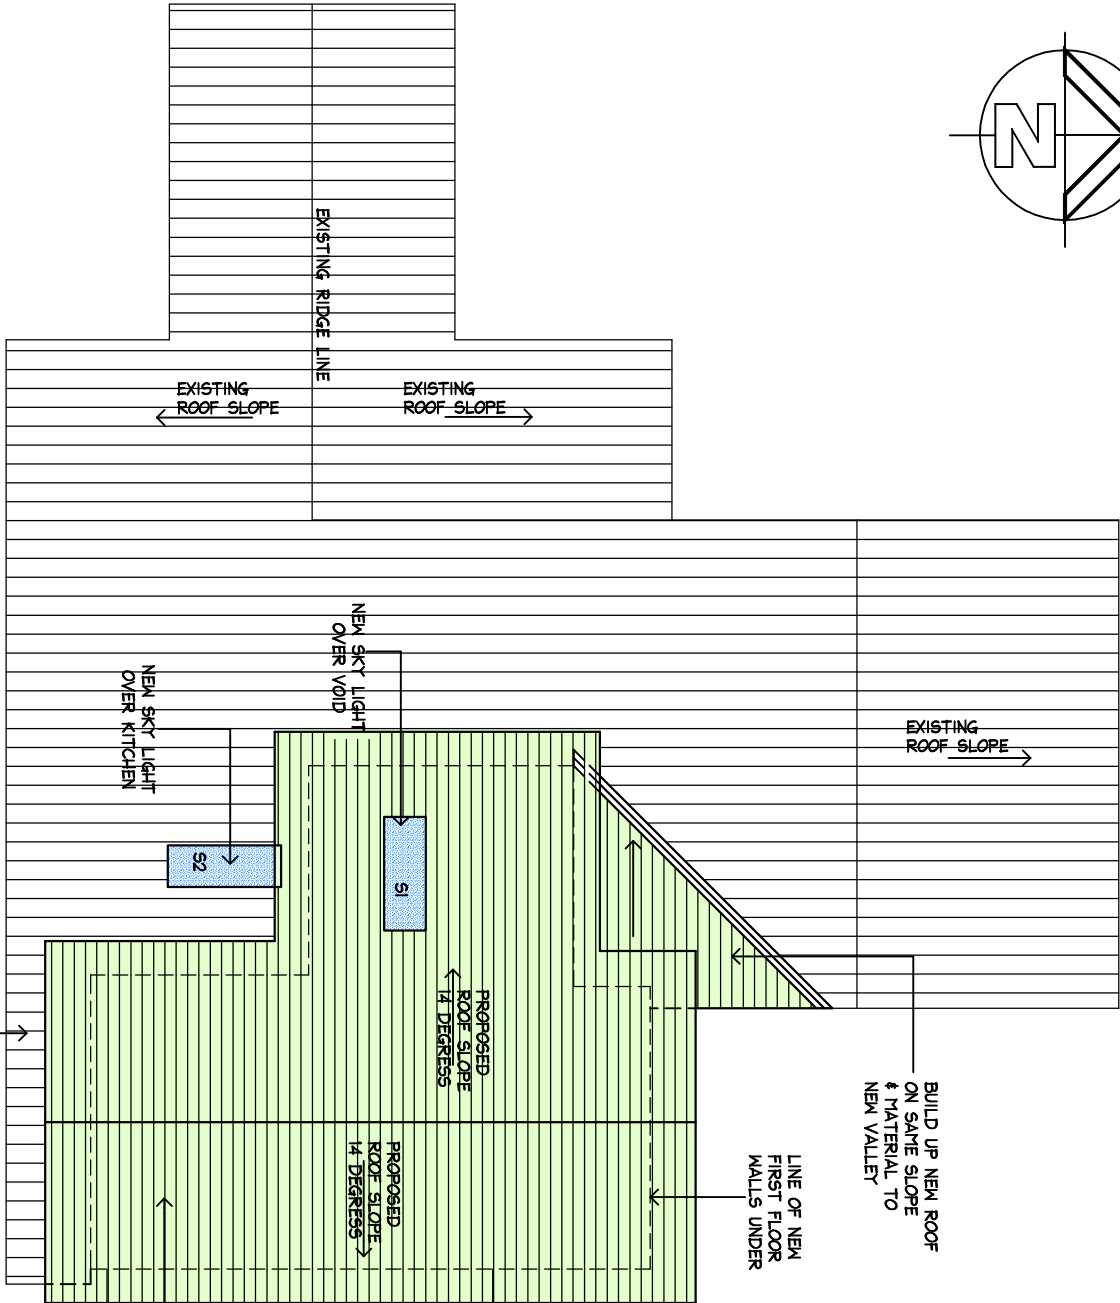 N
EXISTING RIDGE LINE
EXISTING
ROOF SLOPE
EXISTING
ROOF SLOPE
NEW SKY LIGHT
OVER VOID
NEW SKY LIGHT
OVER KITCHEN
EXISTING
ROOF SLOPE
S2
S1
PROPOSED
ROOF SLOPE
14 DEGRESS
PROPOSED
ROOF SLOPE
14 DEGRESS
BUILD UP NEW ROOF
ON SAME SLOPE
& MATERIAL TO
NEW VALLEY
LINE OF NEW
FIRST FLOOR
WALLS UNDER